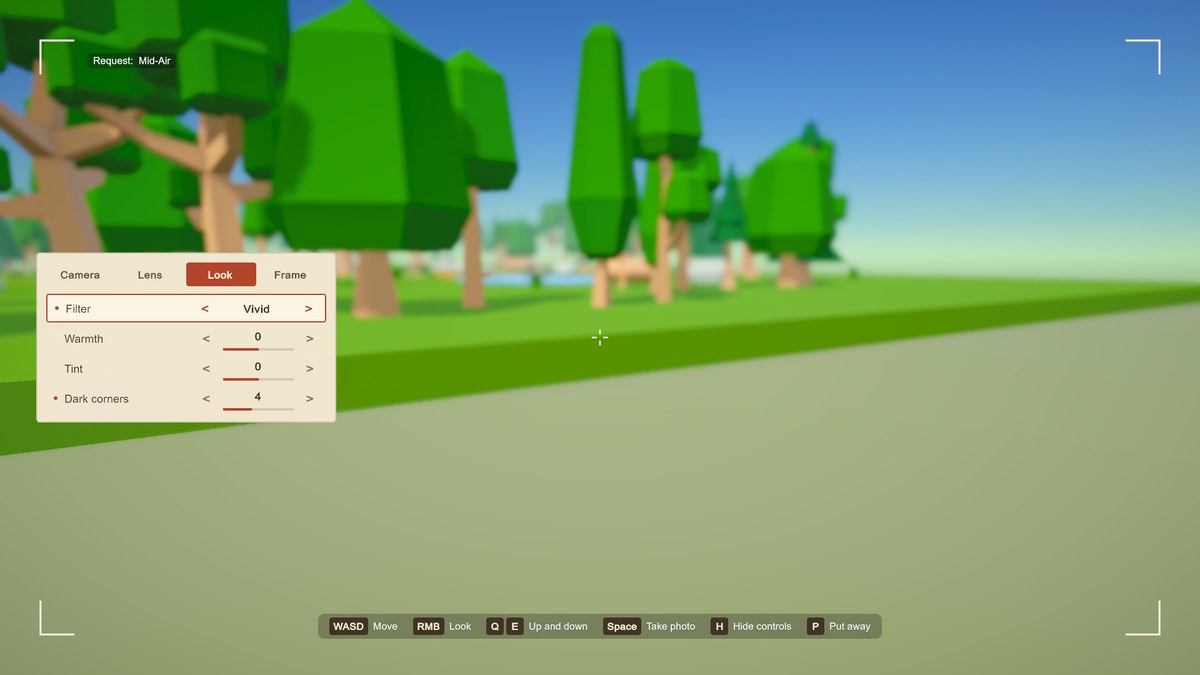 Request: Mid-Air
Camera Lens Look Frame
Filter < Vivid >
Warmth < 0 >
Tint < 0 >
Dark corners < 4 >
WASD Move RMB Look Q E Up and down Space Take photo H Hide controls P Put away